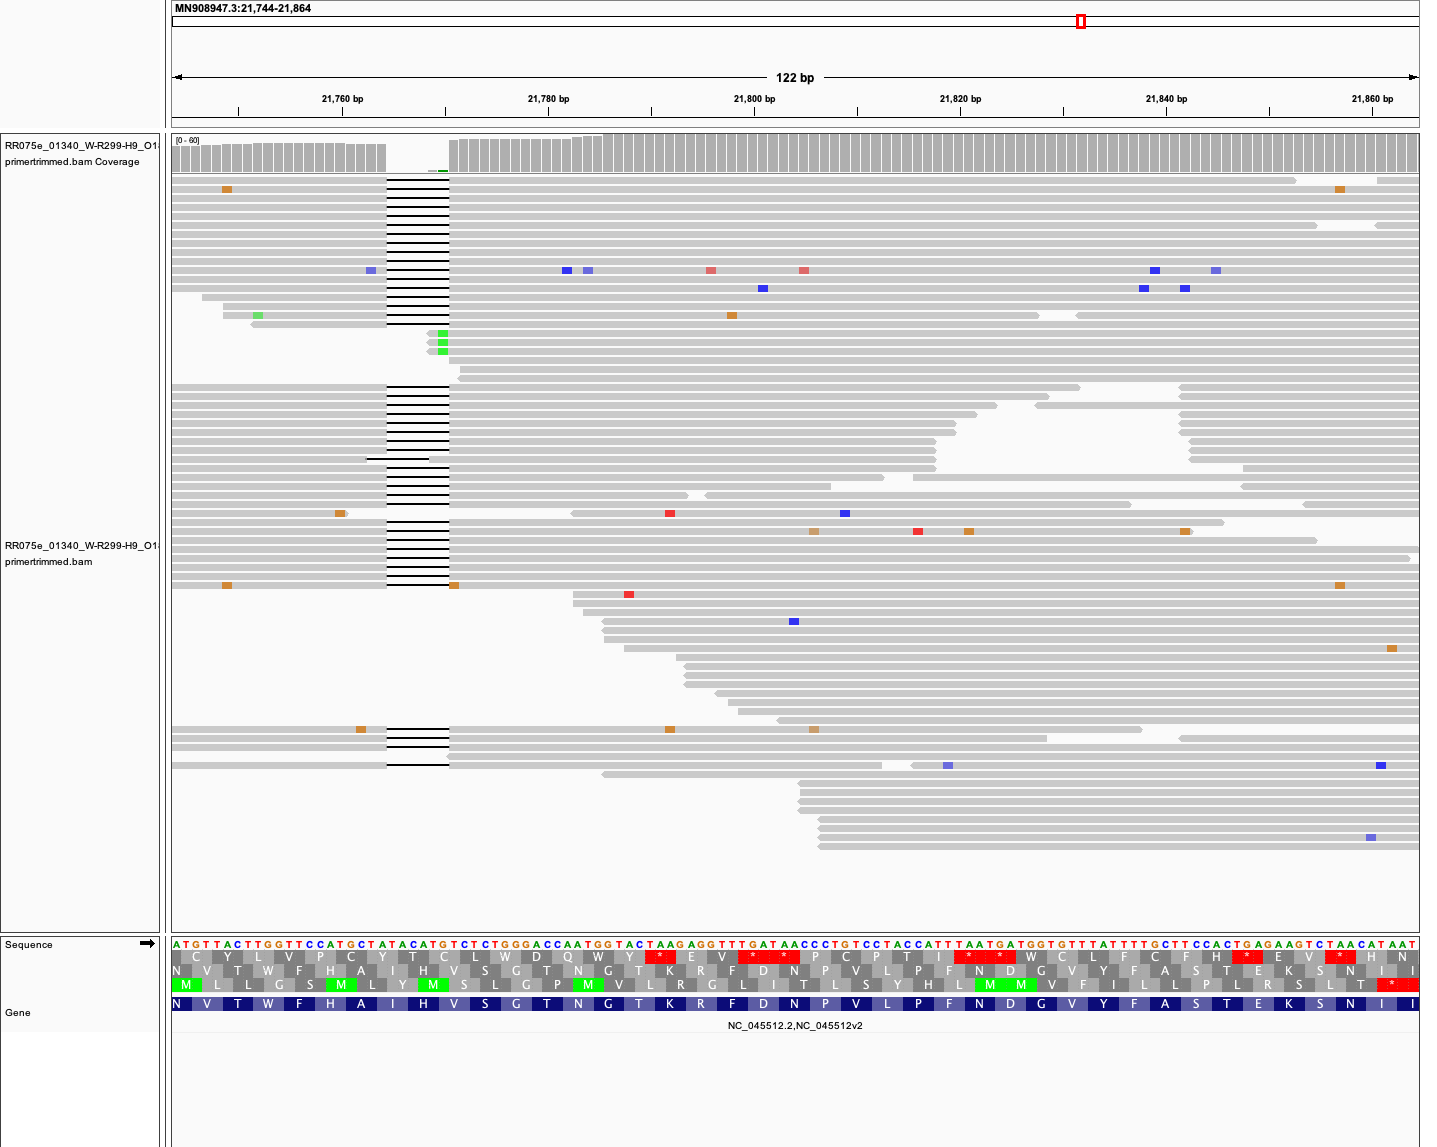 MN908947.3:21,744-21,864
122 bp
21,760 bp 21,780 bp 21,800 bp 21,820 bp 21,840 bp 21,860 bp
RR075e_01340_W-R299-H9_O1
primertrimmed.bam Coverage
[0 - 60]
RR075e_01340_W-R299-H9_O1
primertrimmed.bam
Sequence
ATGTTACTTGGTTCCATGCTATACATGTCTCTGGGACCAATGGTACTAAGAGGTTTGATAACCCTGTCCTACCATTTAATGATGGTGTTTATTTTGCTTCCACTGAGAAGTCTAACATAAT
C Y L V P C Y T C L W D Q W Y * E V * * P C P T I * * W C L F C F H * E V * H N
N V T W F H A I H V S G T N G T K R F D N P V L P F N D G V Y F A S T E K S N I I
M L L G S M L Y M S L G P M V L R G L I T L S Y H L M M V F I L L P L R S L T *
Gene
N V T W F H A I H V S G T N G T K R F D N P V L P F N D G V Y F A S T E K S N I I
NC_045512.2,NC_045512v2